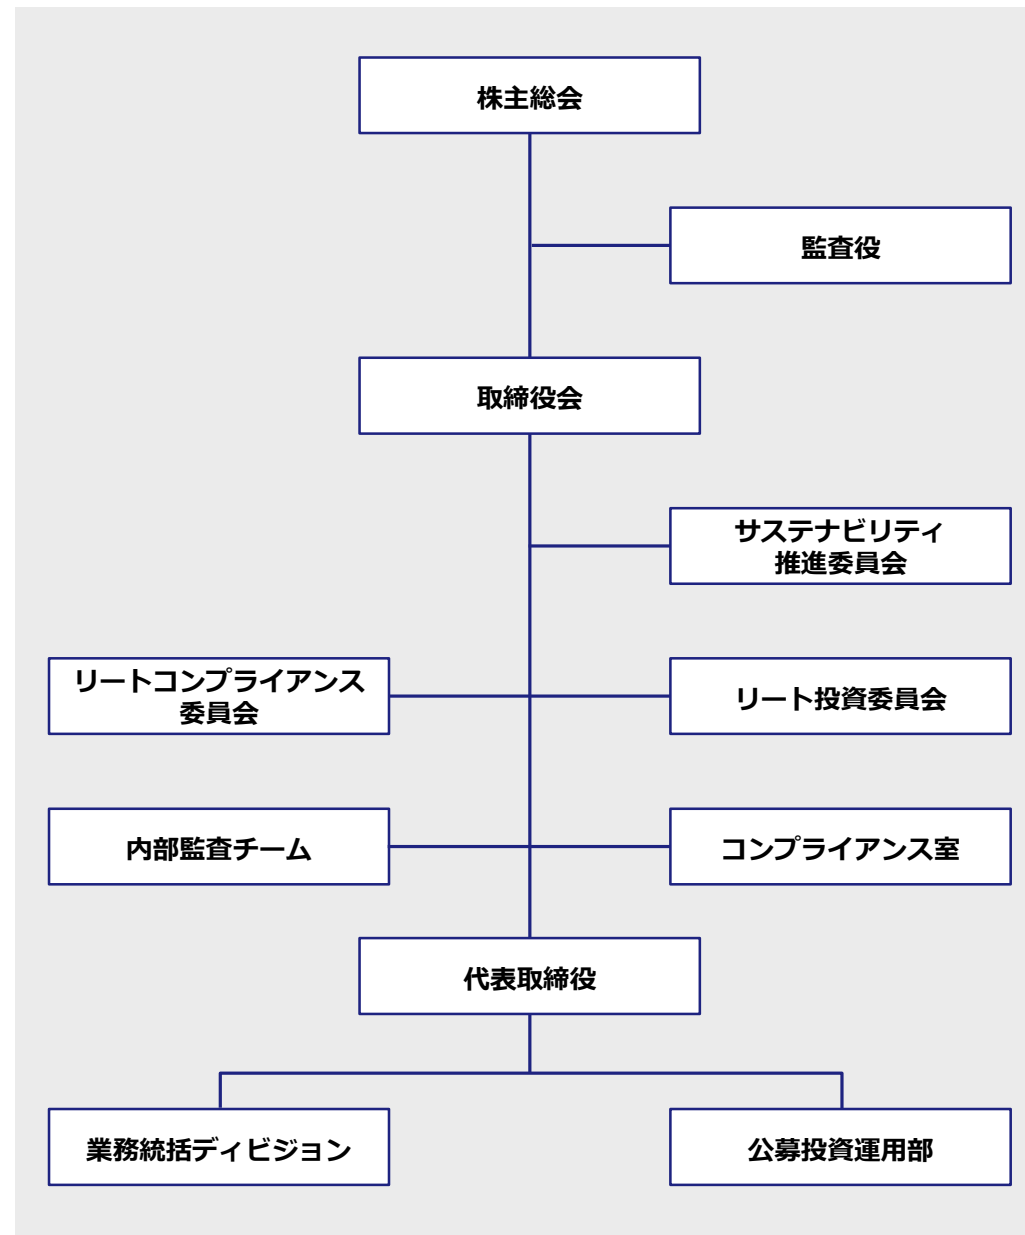 株主総会
監査役
取締役会
サステナビリティ
推進委員会
リートコンプライアンス
委員会
リート投資委員会
内部監査チーム
コンプライアンス室
代表取締役
業務統括ディビジョン
公募投資運用部